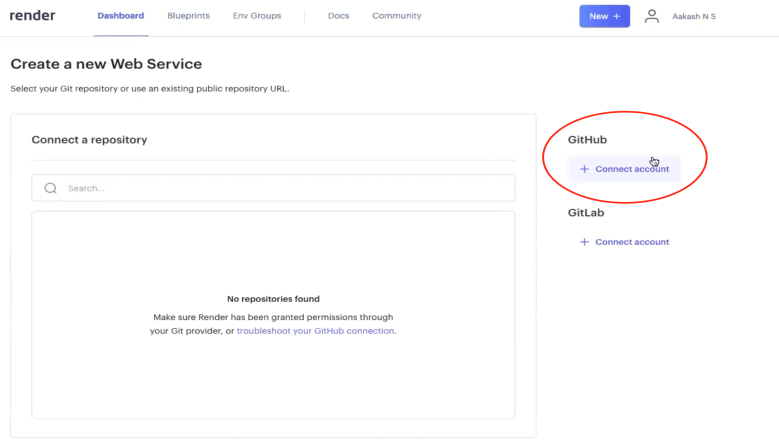 render Dashboard Blueprints Env Groups Docs Community New + Aakash N S
Create a new Web Service
Select your Git repository or use an existing public repository URL.
Connect a repository
Search...
No repositories found
Make sure Render has been granted permissions through
your Git provider, or troubleshoot your GitHub connection.
GitHub
+ Connect account
GitLab
+ Connect account